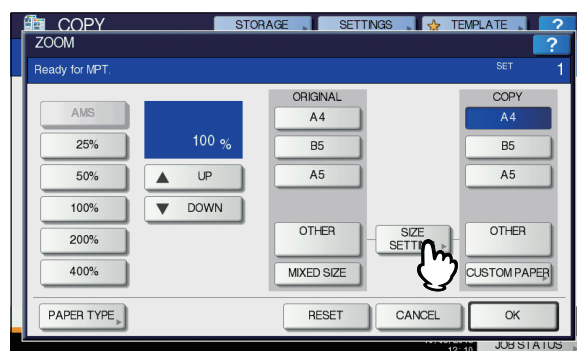 COPY
STORAGE SETTINGS TEMPLATE ?
ZOOM ?
Ready for MPT. SET 1
ORIGINAL COPY
AMS A4 A4
25% 100 % B5 B5
50% UP A5 A5
100% DOWN
200% OTHER SIZE OTHER
400% MIXED SIZE CUSTOM PAPER
PAPER TYPE RESET CANCEL OK
JOB STATUS